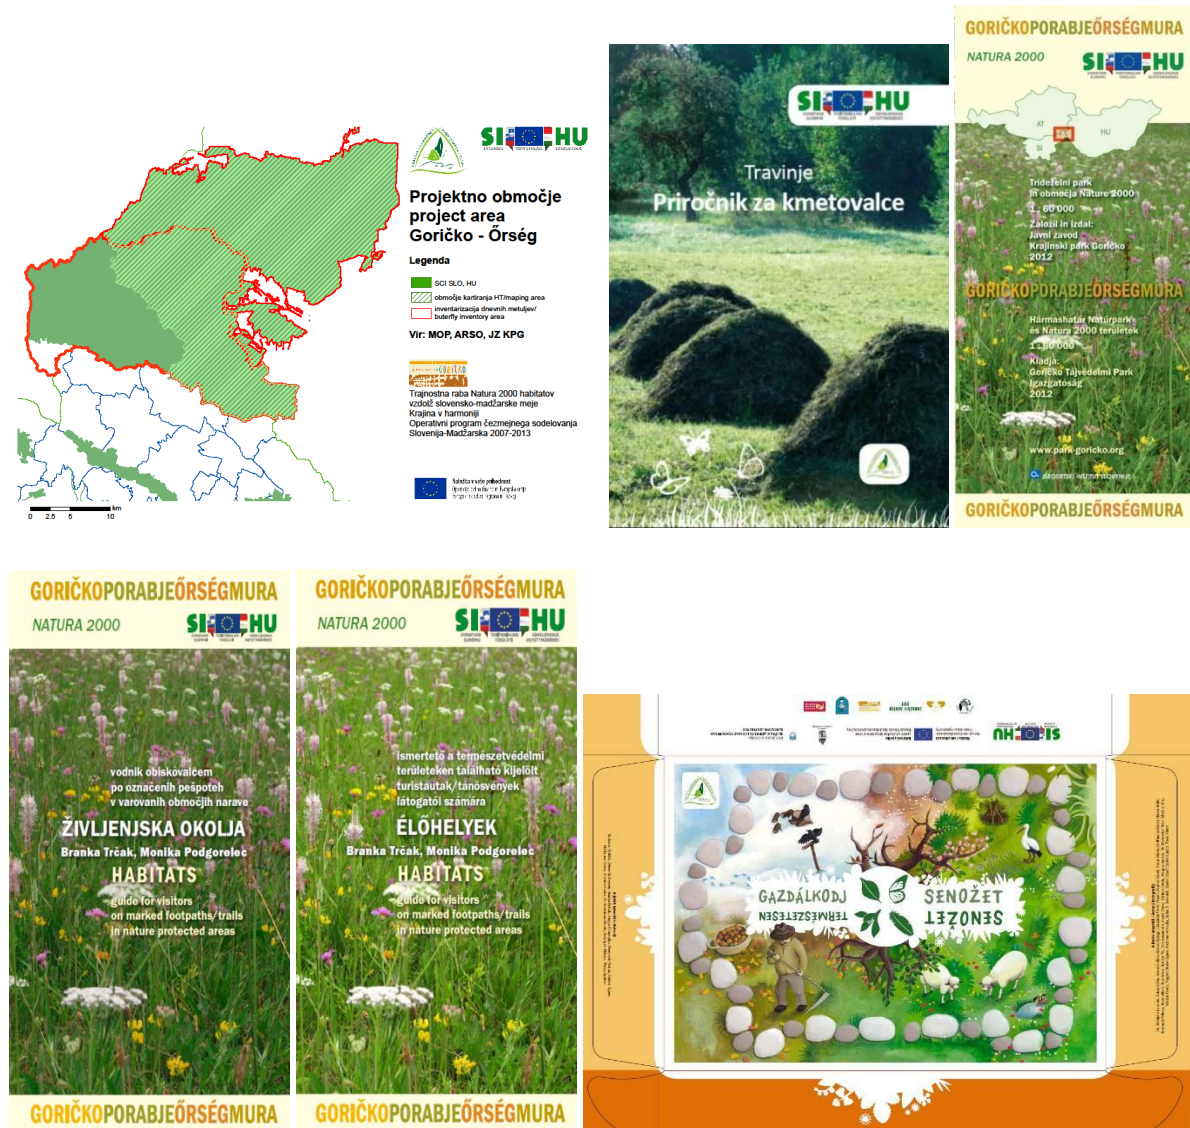 SI HU
Projektno območje
project area
Goričko - Őrség
Legenda
SCI SLO, HU
območje kartiranja HT/maping area
inventarizacija dnevnih metuljev/
buterfly inventory area
Vir: MOP, ARSO, JZ KPG
Trajnostna raba Natura 2000 habitatov
vzdolž slovensko-madžarske meje
Krajina v harmoniji
Operativni program čezmejnega sodelovanja
Slovenija-Madžarska 2007-2013
Naložba v vašo prihodnost
km
0 2.5 5 10
SI HU
Travinje
Priročnik za kmetovalce
GORIČKOPORABJEŐRSÉGMURA
NATURA 2000
SI HU
AT
HU
SI
Trideželni park
in območja Nature 2000
1 : 60 000
Založil in izdal:
Javni zavod
Krajinski park Goričko
2012
GORIČKOPORABJEŐRSÉGMURA
Hármashatár Natúrpark
és Natura 2000 területek
1 : 60 000
Kiadja:
Goričko Tájvédelmi Park
Igazgatóság
2012
www.park-goricko.org
GEODETSKI INŠTITUT SLOVENIJE
GORIČKOPORABJEŐRSÉGMURA
GORIČKOPORABJEŐRSÉGMURA
NATURA 2000
SI HU
vodnik obiskovalcem
po označenih pešpoteh
v varovanih območjih narave
ŽIVLJENJSKA OKOLJA
Branka Trčak, Monika Podgorelec
HABITATS
guide for visitors
on marked footpaths/trails
in nature protected areas
GORIČKOPORABJEŐRSÉGMURA
GORIČKOPORABJEŐRSÉGMURA
NATURA 2000
SI HU
ismertető a természetvédelmi
területeken található kijelölt
turistautak/tanösvények
látogatói számára
ÉLŐHELYEK
Branka Trčak, Monika Podgorelec
HABITATS
guide for visitors
on marked footpaths/trails
in nature protected areas
GORIČKOPORABJEŐRSÉGMURA
SI HU
GAZDÁLKODJ
TERMÉSZETESEN
SENOŽET
SENOŽET